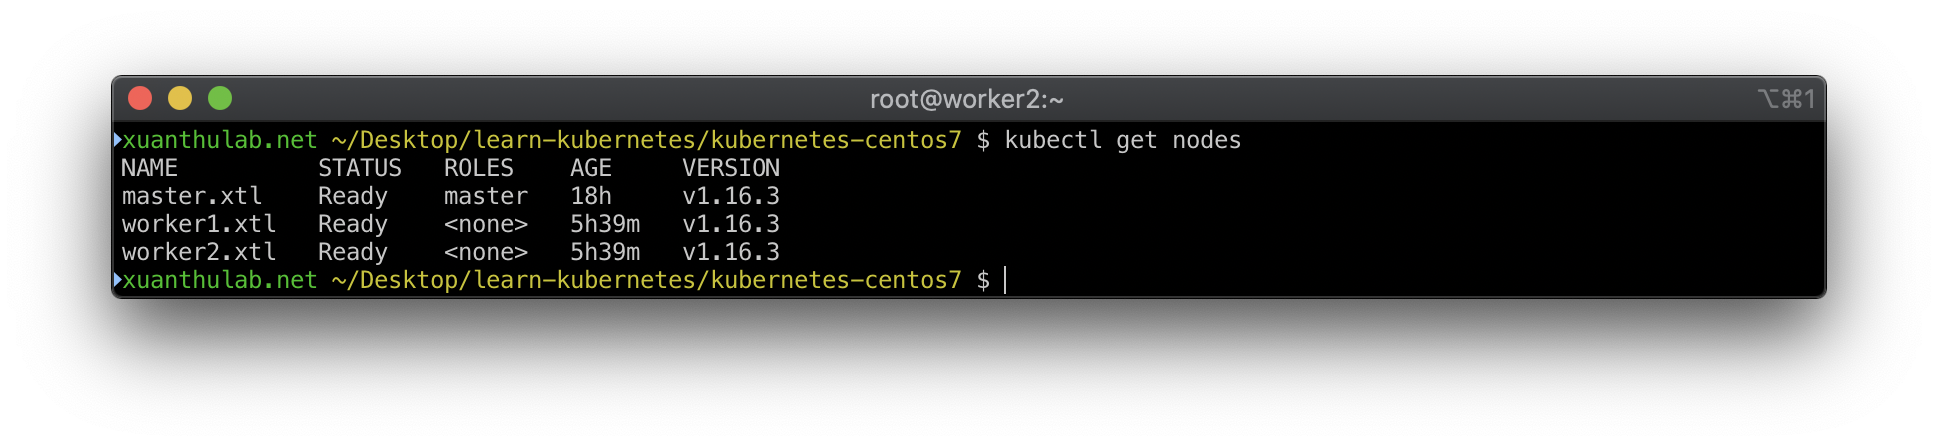 root@worker2:~ ⌥⌘1
xuanthulab.net ~/Desktop/learn-kubernetes/kubernetes-centos7 $ kubectl get nodes
NAME STATUS ROLES AGE VERSION
master.xtl Ready master 18h v1.16.3
worker1.xtl Ready <none> 5h39m v1.16.3
worker2.xtl Ready <none> 5h39m v1.16.3
xuanthulab.net ~/Desktop/learn-kubernetes/kubernetes-centos7 $